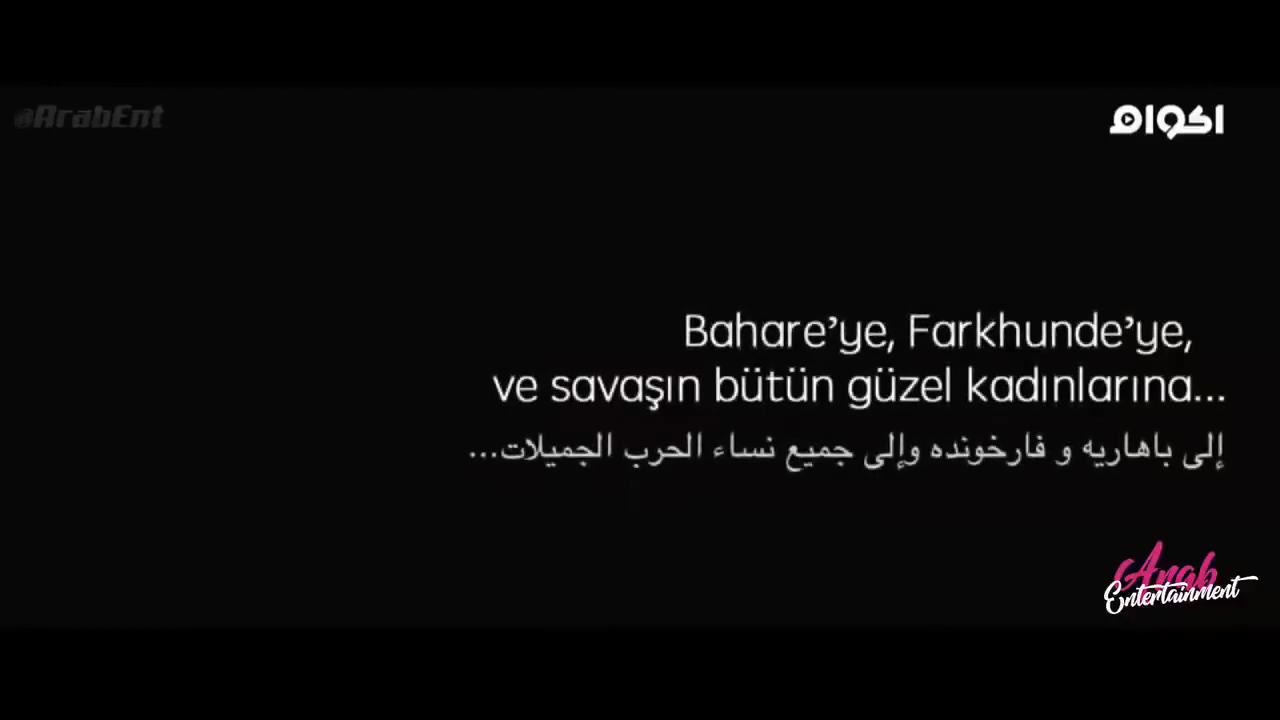 @ArabEnt
اكوام
Bahare'ye, Farkhunde'ye,
ve savaşın bütün güzel kadınlarına...
إلى باهاريه و فارخونده وإلى جميع نساء الحرب الجميلات...
Arab
Entertainment